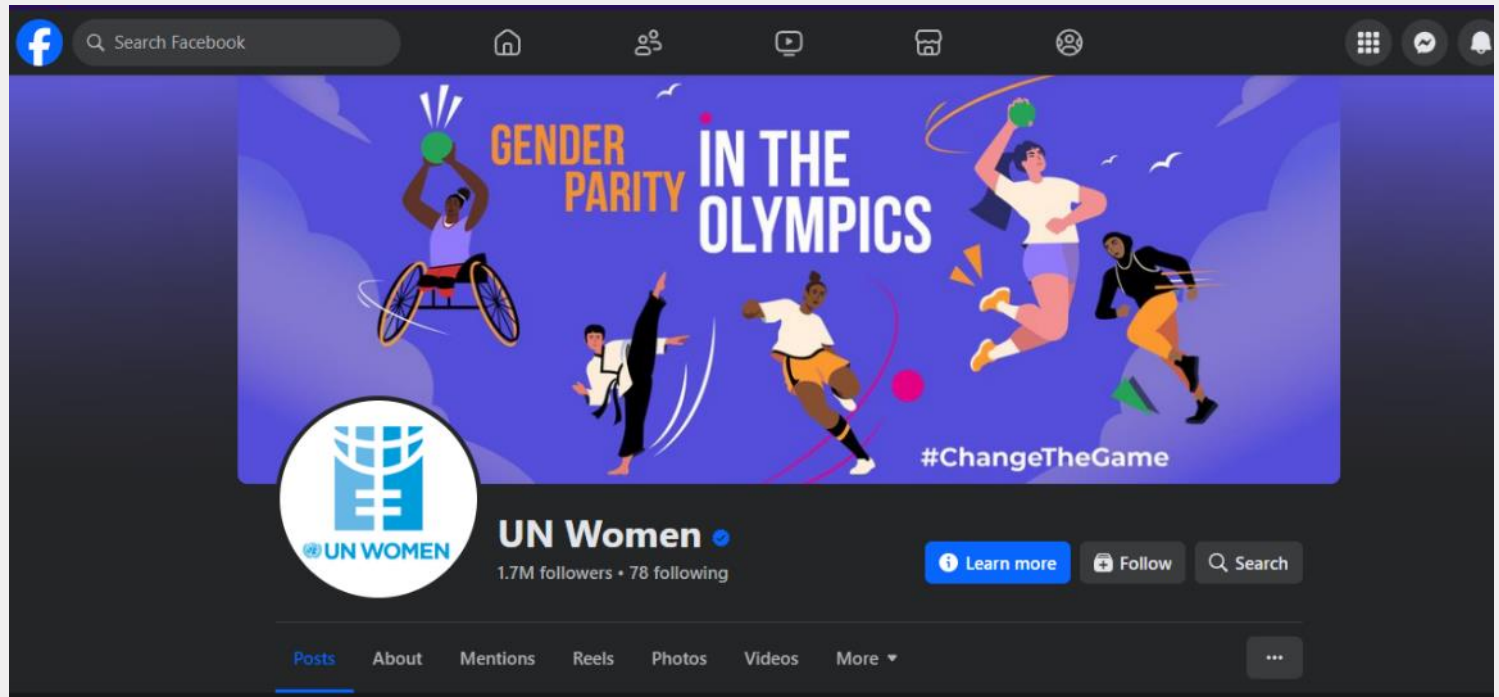 Search Facebook
GENDER
PARITY
IN THE
OLYMPICS
#ChangeTheGame
UN WOMEN
UN Women
1.7M followers • 78 following
Learn more
Follow
Search
Posts
About
Mentions
Reels
Photos
Videos
More